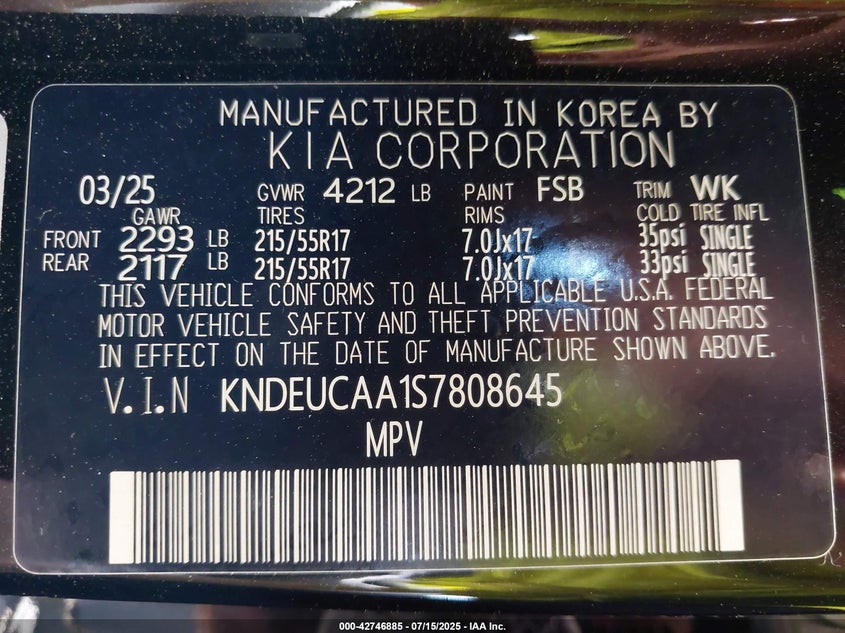 MANUFACTURED IN KOREA BY
KIA CORPORATION
03/25 GVWR 4212 LB PAINT FSB TRIM WK
GAWR TIRES RIMS COLD TIRE INFL
FRONT 2293 LB 215/55R17 7.0Jx17 35psi SINGLE
REAR 2117 LB 215/55R17 7.0Jx17 33psi SINGLE
THIS VEHICLE CONFORMS TO ALL APPLICABLE U.S.A. FEDERAL
MOTOR VEHICLE SAFETY AND THEFT PREVENTION STANDARDS
IN EFFECT ON THE DATE OF MANUFACTURE SHOWN ABOVE.
V.I.N KNDEUCAA1S7808645
MPV
000-42746885 - 07/15/2025 - IAA Inc.